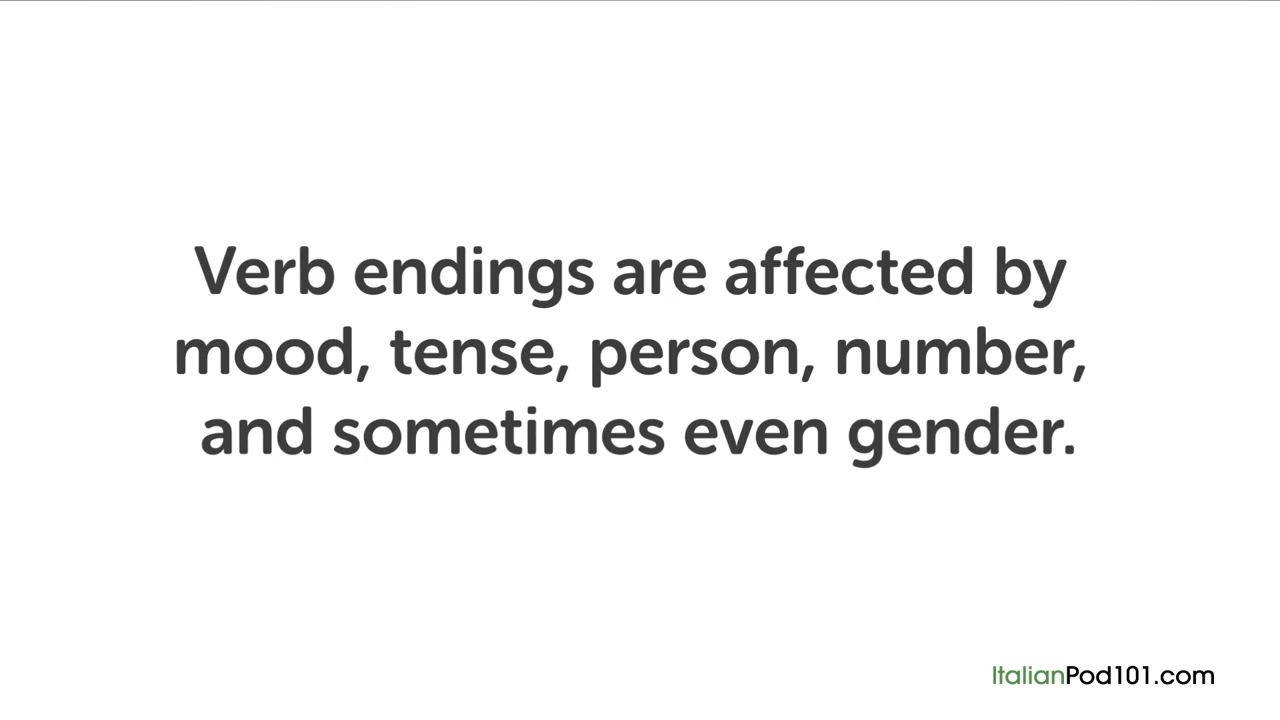 Verb endings are affected by
mood, tense, person, number,
and sometimes even gender.
ItalianPod101.com